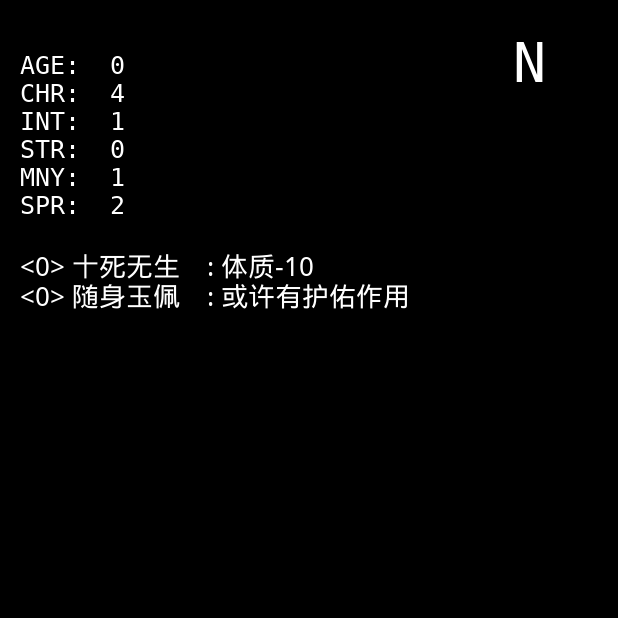 N
AGE: 0
CHR: 4
INT: 1
STR: 0
MNY: 1
SPR: 2
<0> 十死无生 : 体质-10
<0> 随身玉佩 : 或许有护佑作用